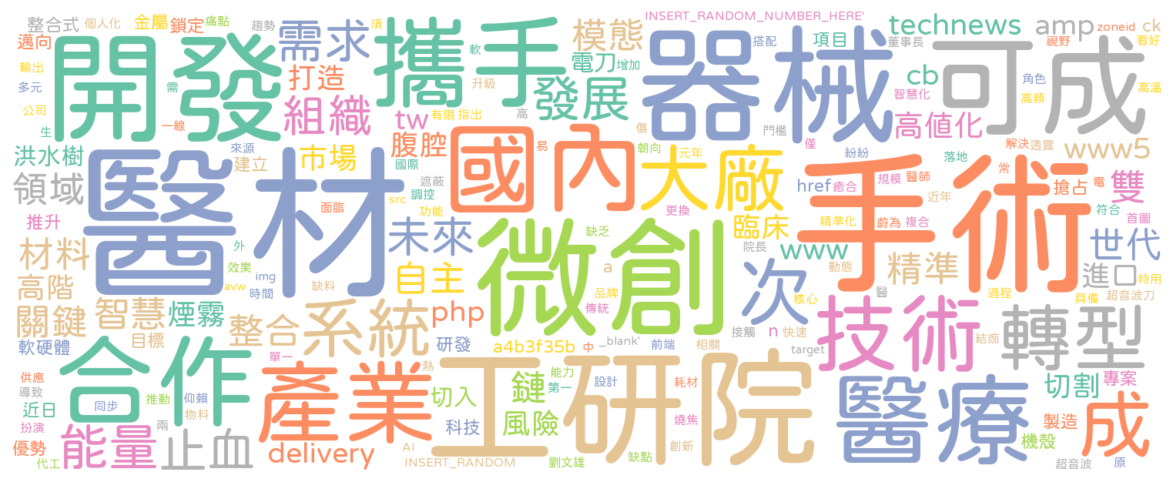 整合式 個人化 金屬 鎖定 痛點 趨勢 需求 攜手 模態 INSERT_RANDOM_NUMBER_HERE' technews amp zoneid ck
邁向 開發 打造 軟 電刀 增加 器械 搭配 項目 董事長 可成 視野 看好
輸出 多元 需 組織 升級 發展 cb 智慧化 角色 高頻 高溫
公司 生 一線 tw 高 有限 指出 傷 門檻 高值化
洪水樹 來源 建立 市場 腹腔 國際 國內 易 朝向 元年 大廠 僅 紛紛 解決 透露 www5
領域 醫材 面臨 遮蔽 調控 src 功能 更換 href 癒合 規模 醫師 手術 落地 常 搶占 電 雙 符合
推升 外 未來 微創 缺乏 臨床 精準化 蔚為 複合 近年 首圖
材料 效果 img 自主 a 院長 www 動態 精準 世代 進口 特用
高階 avw 時間 缺料 品牌 次 核心 醫 過程 具備 超音波刀
關鍵 智慧 煙霧 整合 系統 php 傳統 接觸 n 快速 技術 結痂 轉型
軟硬體 目標 單一 研發 a4b3f35b 中 _blank' 前端 相關 target
供應 導致 合作 產業 熱 工研院 能力 鏈 第一 設計 耗材 醫療 切割 專案
近日 同步 推動 仰賴 物料 切入 風險 燒焦 成 製造
扮演 兩 科技 創新 機殼
優勢 能量 止血 delivery AI INSERT_RANDOM 劉文雄 缺點 超音波 原
代工